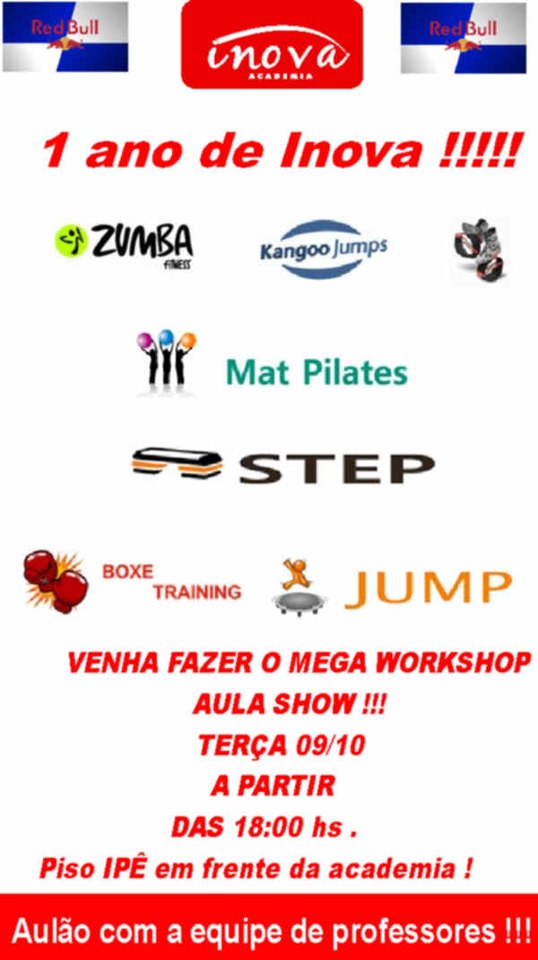 Red Bull
inova
ACADEMIA
Red Bull
1 ano de Inova !!!!!
ZUMBA
FITNESS
Kangoo Jumps
Mat Pilates
STEP
BOXE
TRAINING
JUMP
VENHA FAZER O MEGA WORKSHOP
AULA SHOW !!!
TERÇA 09/10
A PARTIR
DAS 18:00 hs .
Piso IPÊ em frente da academia !
Aulão com a equipe de professores !!!